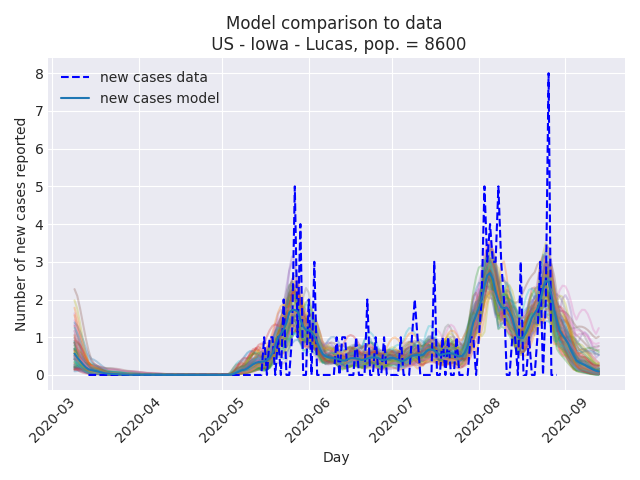 Model comparison to data
US - Iowa - Lucas, pop. = 8600
new cases data
new cases model
Number of new cases reported
8
7
6
5
4
3
2
1
0
2020-03
2020-04
2020-05
2020-06
2020-07
2020-08
2020-09
Day